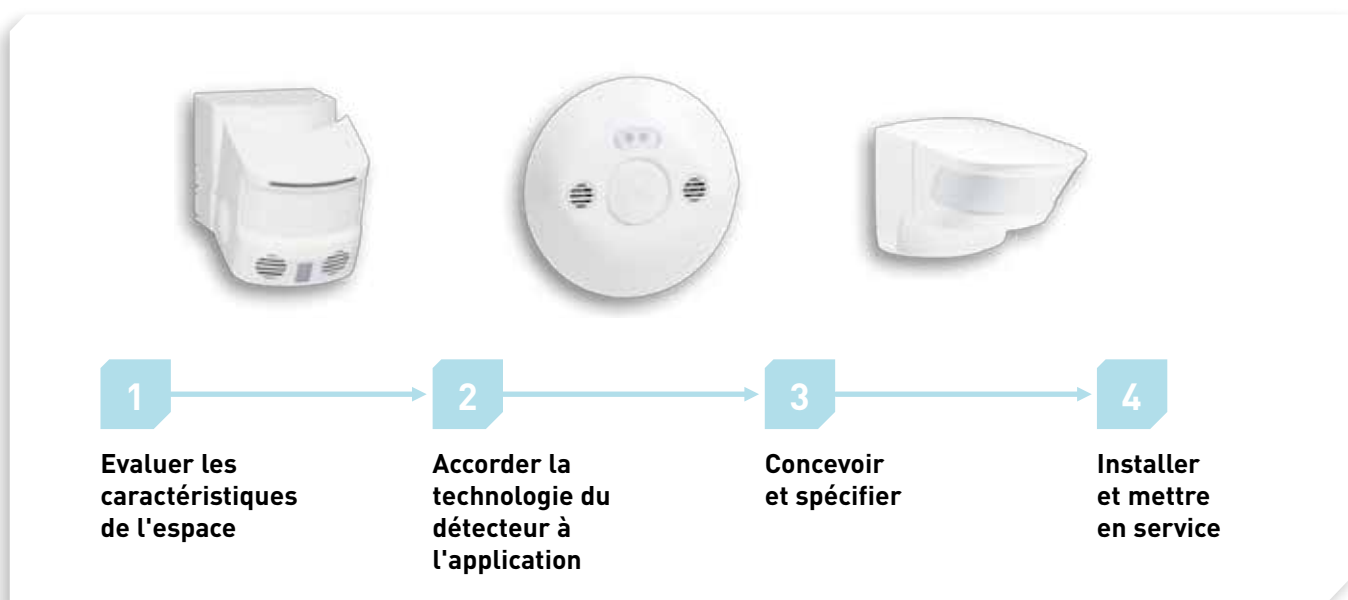 1
Evaluer les
caractéristiques
de l'espace
2
Accorder la
technologie du
détecteur à
l'application
3
Concevoir
et spécifier
4
Installer
et mettre
en service